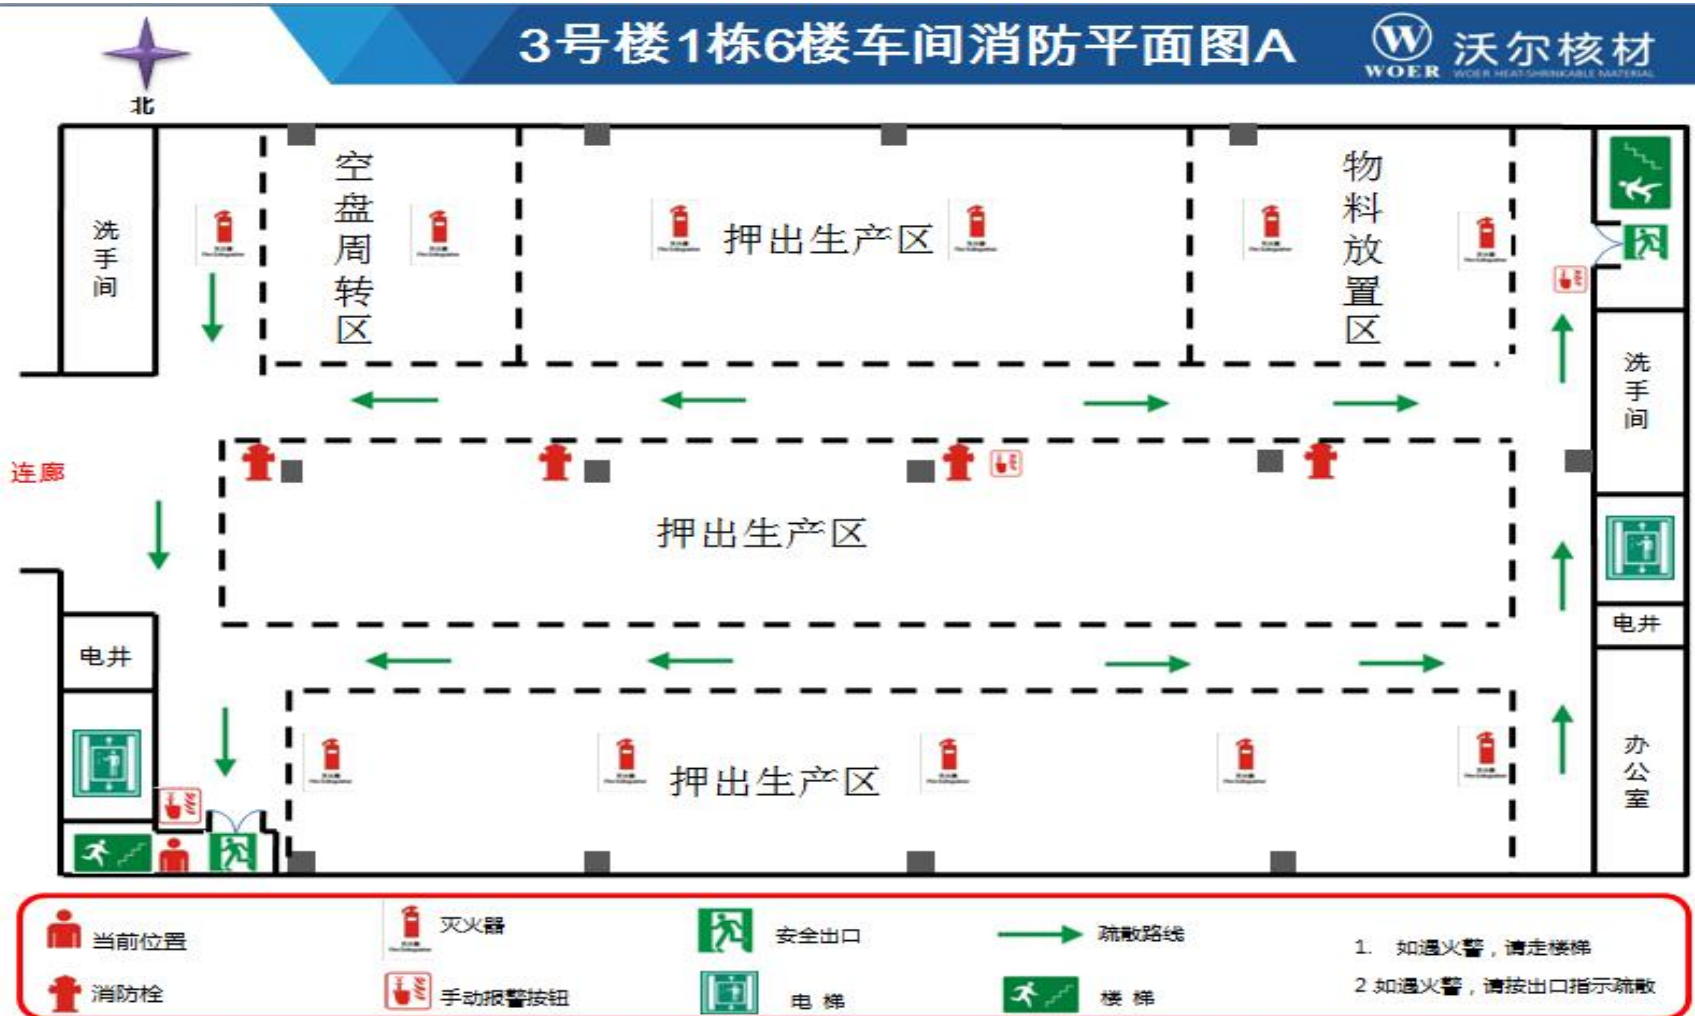 3号楼1栋6楼车间消防平面图A
WOER
沃尔核材
WOER HEAT-SHRINKABLE MATERIAL
北
洗手间
空盘周转区
押出生产区
物料放置区
洗手间
连廊
押出生产区
电井
电井
押出生产区
办公室
当前位置
灭火器
安全出口
疏散路线
1. 如遇火警，请走楼梯
消防栓
手动报警按钮
电 梯
楼 梯
2 如遇火警，请按出口指示疏散